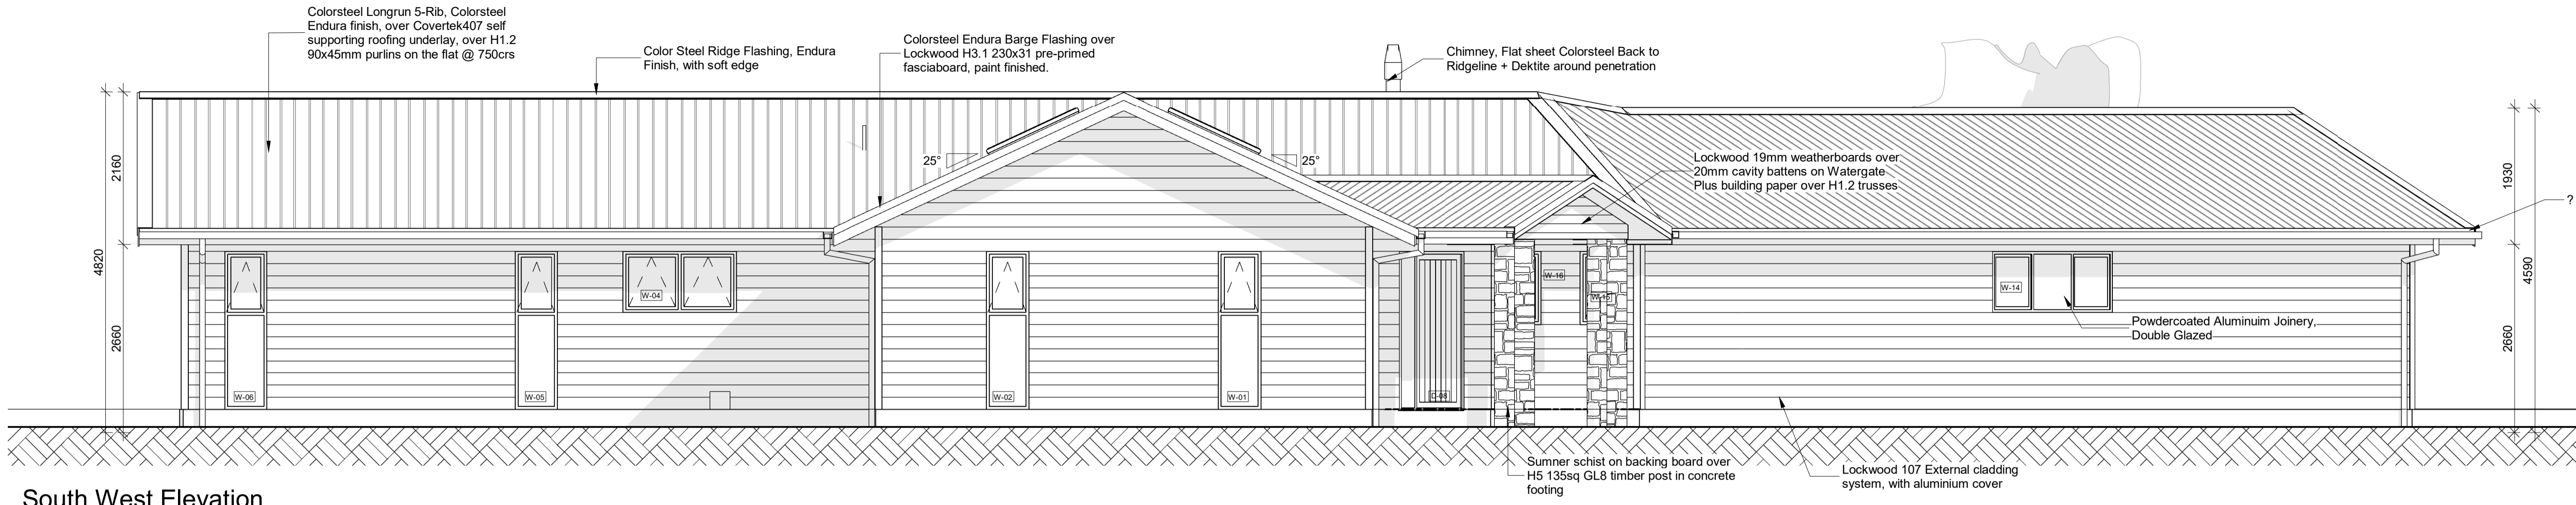 Colorsteel Longrun 5-Rib, Colorsteel
Endura finish, over Covertek407 self
supporting roofing underlay, over H1.2
90x45mm purlins on the flat @ 750crs
Color Steel Ridge Flashing, Endura
Finish, with soft edge
Colorsteel Endura Barge Flashing over
Lockwood H3.1 230x31 pre-primed
fasciaboard, paint finished.
Chimney, Flat sheet Colorsteel Back to
Ridgeline + Dektite around penetration
25°
25°
Lockwood 19mm weatherboards over
20mm cavity battens on Watergate
Plus building paper over H1.2 trusses
?
2160
4820
2660
1930
4590
2660
W-06
W-05
W-04
W-02
W-01
D-08
W-16
W-15
W-14
Powdercoated Aluminuim Joinery,
Double Glazed
Sumner schist on backing board over
H5 135sq GL8 timber post in concrete
footing
Lockwood 107 External cladding
system, with aluminium cover
South West Elevation